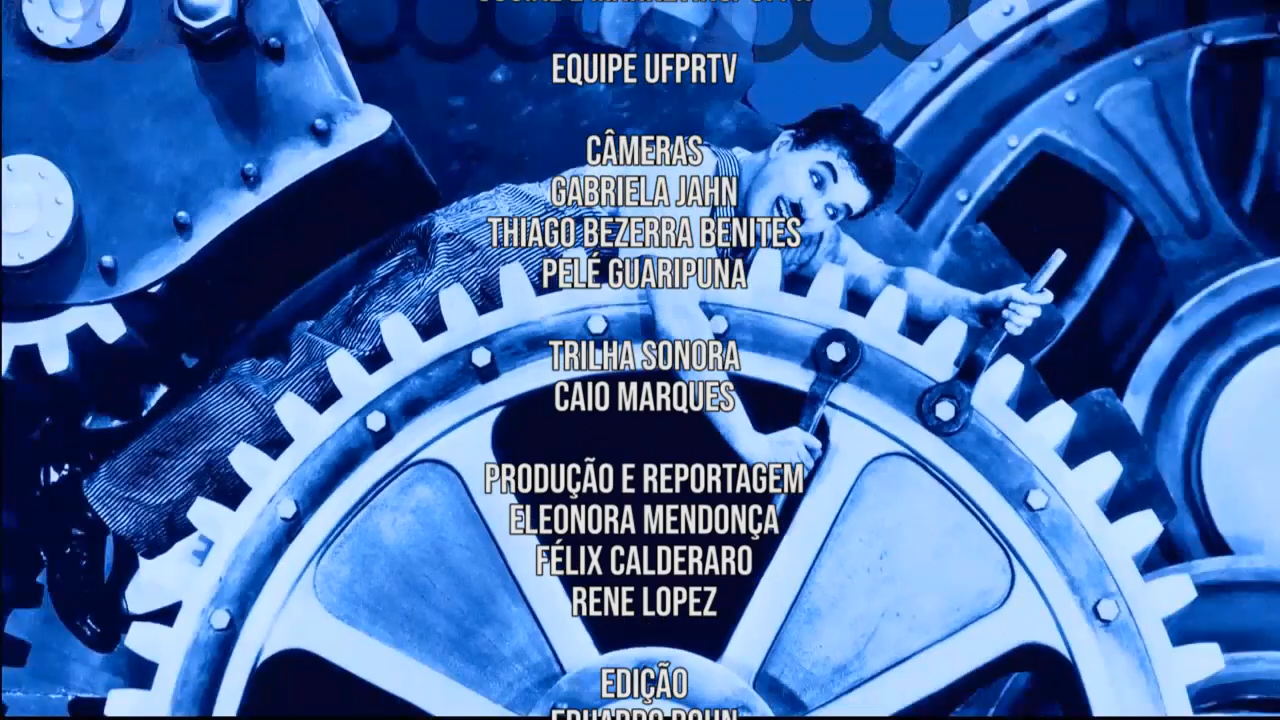 EQUIPE UFPRTV
CÂMERAS
GABRIELA JAHN
THIAGO BEZERRA BENITES
PELÉ GUARIPUNA
TRILHA SONORA
CAIO MARQUES
PRODUÇÃO E REPORTAGEM
ELEONORA MENDONÇA
FÉLIX CALDERARO
RENE LOPEZ
EDIÇÃO
EDUARDO